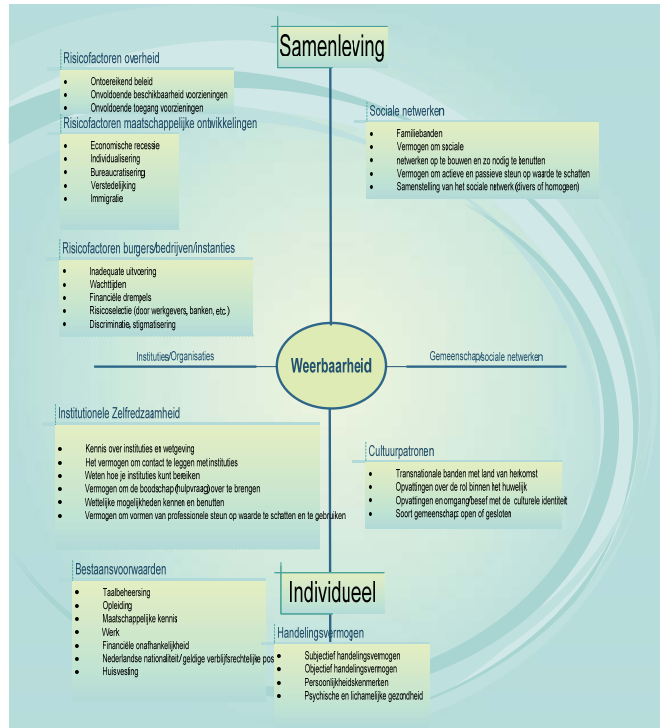 Samenleving
Risicofactoren overheid
• Ontoereikend beleid
• Onvoldoende beschikbaarheid voorzieningen
• Onvoldoende toegang voorzieningen
Risicofactoren maatschappelijke ontwikkelingen
• Economische recessie
• Individualisering
• Bureaucratisering
• Verstedelijking
• Immigratie
Sociale netwerken
• Familiebanden
• Vermogen om sociale
• netwerken op te bouwen en zo nodig te benutten
• Vermogen om actieve en passieve steun op waarde te schatten
• Samenstelling van het sociale netwerk (divers of homogeen)
Risicofactoren burgers/bedrijven/instanties
• Inadequate uitvoering
• Wachttijden
• Financiële drempels
• Risicoselectie (door werkgevers, banken, etc.)
• Discriminatie, stigmatisering
Instituties/Organisaties
Weerbaarheid
Gemeenschap/sociale netwerken
Institutionele Zelfredzaamheid
• Kennis over instituties en wetgeving
• Het vermogen om contact te leggen met instituties
• Weten hoe je instituties kunt bereiken
• Vermogen om de boodschap (hulpvraag) over te brengen
• Wettelijke mogelijkheden kennen en benutten
• Vermogen om vormen van professionele steun op waarde te schatten en te gebruiken
Cultuurpatronen
• Transnationale banden met land van herkomst
• Opvattingen over de rol binnen het huwelijk
• Opvattingen en omgang/besef met de culturele identiteit
• Soort gemeenschap: open of gesloten
Bestaansvoorwaarden
• Taalbeheersing
• Opleiding
• Maatschappelijke kennis
• Werk
• Financiële onafhankelijkheid
• Nederlandse nationaliteit/ geldige verblijfsrechtelijke pos
• Huisvesting
Individueel
Handelingsvermogen
• Subjectief handelingsvermogen
• Objectief handelingsvermogen
• Persoonlijkheidskenmerken
• Psychische en lichamelijke gezondheid